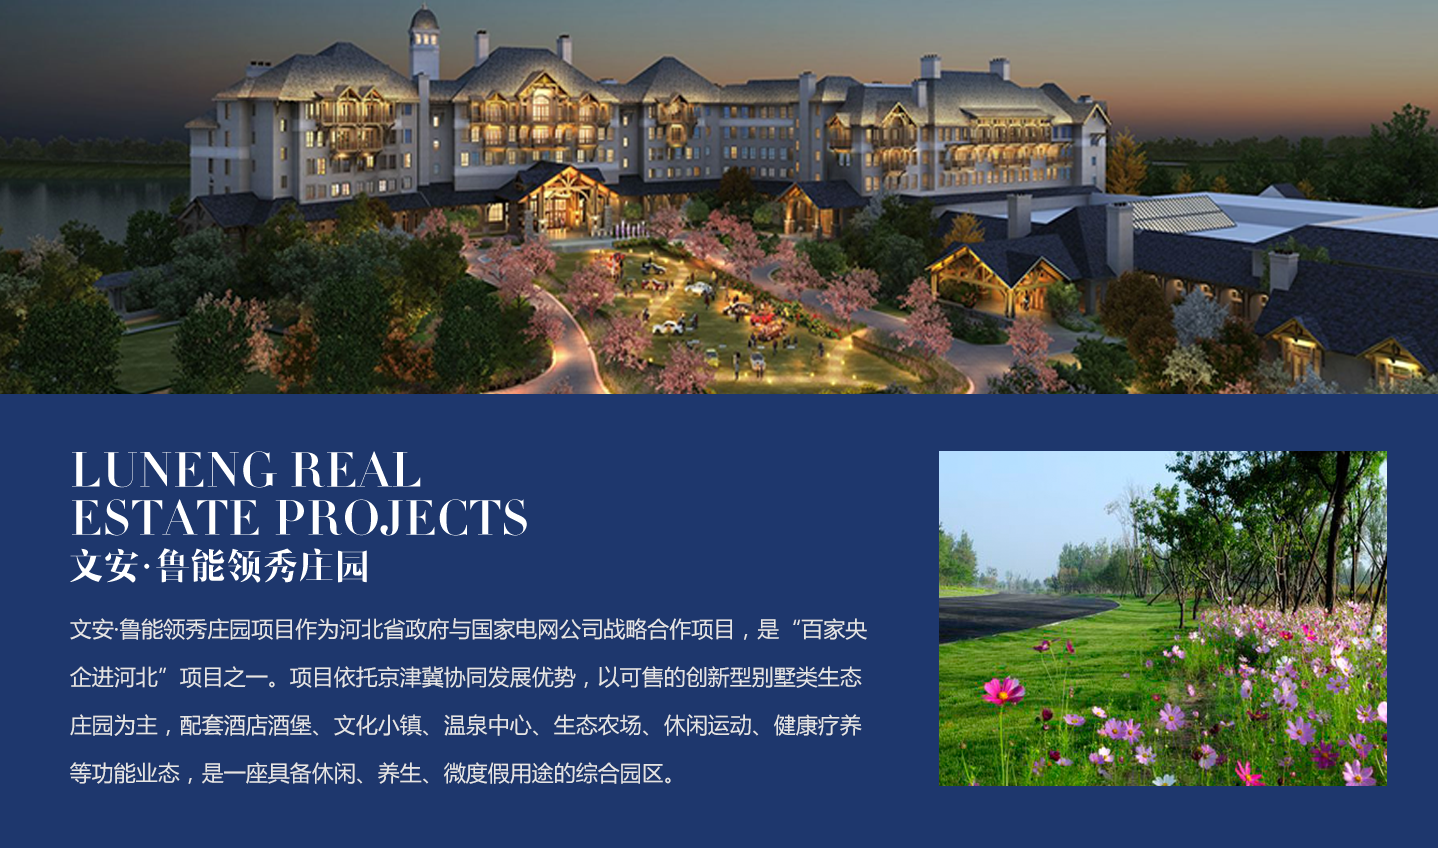 LUNENG REAL
ESTATE PROJECTS
文安·鲁能领秀庄园
文安·鲁能领秀庄园项目作为河北省政府与国家电网公司战略合作项目，是“百家央
企进河北”项目之一。项目依托京津冀协同发展优势，以可售的创新型别墅类生态
庄园为主，配套酒店酒堡、文化小镇、温泉中心、生态农场、休闲运动、健康疗养
等功能业态，是一座具备休闲、养生、微度假用途的综合园区。